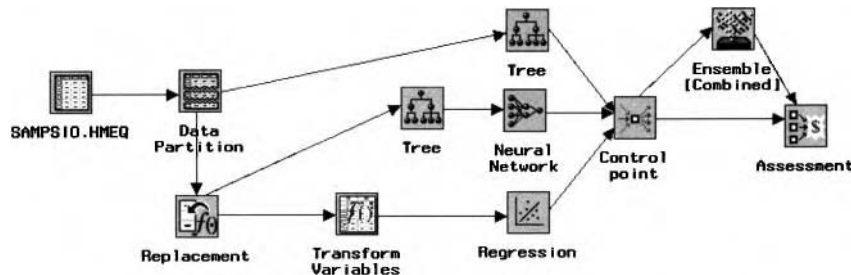 Tree
Ensemble
[Combined]
SAMPSIO.HMEQ
Data
Partition
Tree
Neural
Network
Control
point
Assessment
Replacement
Transform
Variables
Regression